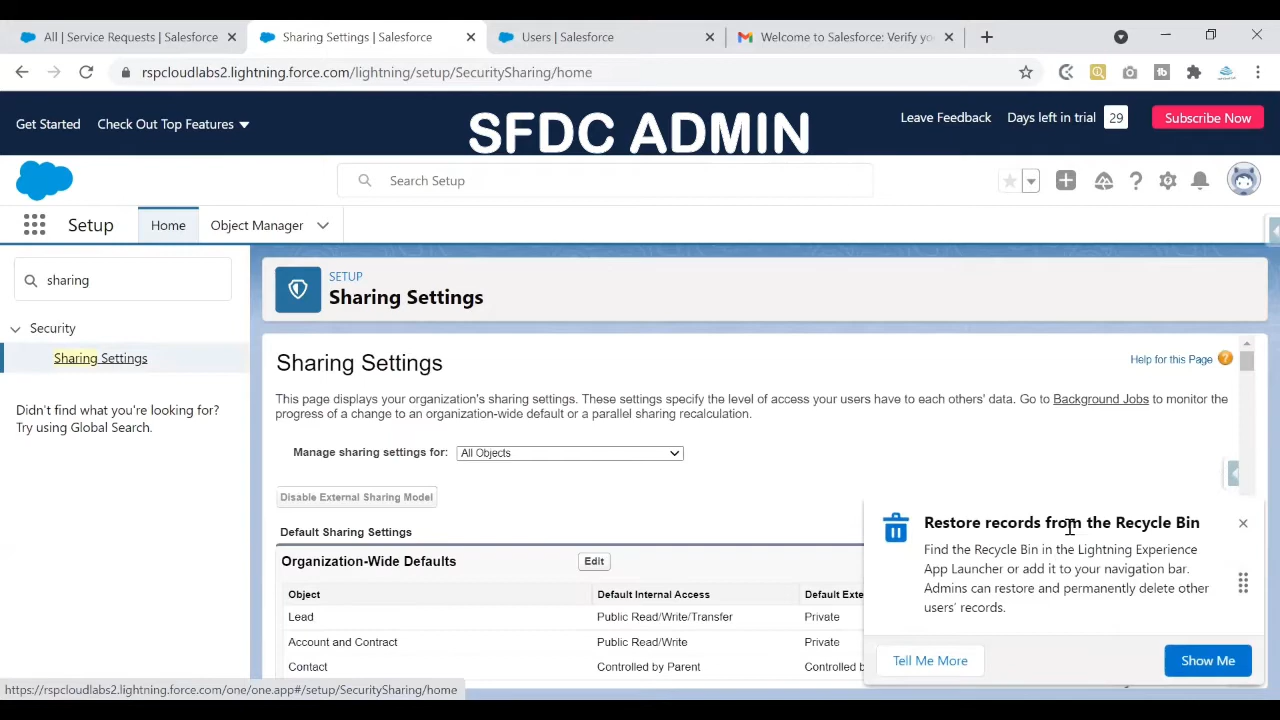 All | Service Requests | Salesforce
Sharing Settings | Salesforce
Users | Salesforce
Welcome to Salesforce: Verify yo
rspcloudlabs2.lightning.force.com/lightning/setup/SecuritySharing/home
Get Started
Check Out Top Features
SFDC ADMIN
Leave Feedback
Days left in trial
29
Subscribe Now
Search Setup
Setup
Home
Object Manager
sharing
Security
Sharing Settings
Didn't find what you're looking for?
Try using Global Search.
SETUP
Sharing Settings
Sharing Settings
Help for this Page
This page displays your organization's sharing settings. These settings specify the level of access your users have to each others' data. Go to Background Jobs to monitor the
progress of a change to an organization-wide default or a parallel sharing recalculation.
Manage sharing settings for:
All Objects
Disable External Sharing Model
Default Sharing Settings
Organization-Wide Defaults
Edit
Object
Default Internal Access
Default Exte
Lead
Public Read/Write/Transfer
Private
Account and Contract
Public Read/Write
Private
Contact
Controlled by Parent
Controlled b
Restore records from the Recycle Bin
Find the Recycle Bin in the Lightning Experience
App Launcher or add it to your navigation bar.
Admins can restore and permanently delete other
users' records.
Tell Me More
Show Me
https://rspcloudlabs2.lightning.force.com/one/one.app#/setup/SecuritySharing/home